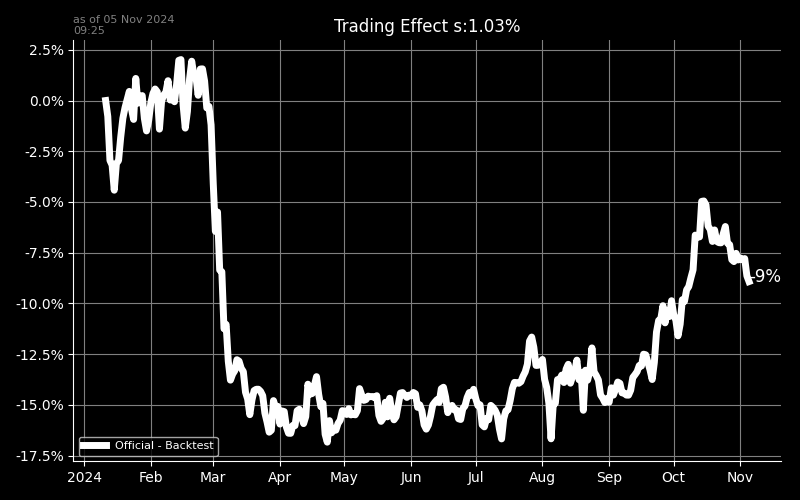 as of 05 Nov 2024
09:25
Trading Effect s:1.03%
2.5%
0.0%
-2.5%
-5.0%
-7.5%
-10.0%
-12.5%
-15.0%
-17.5%
-9%
Official - Backtest
2024 Feb Mar Apr May Jun Jul Aug Sep Oct Nov